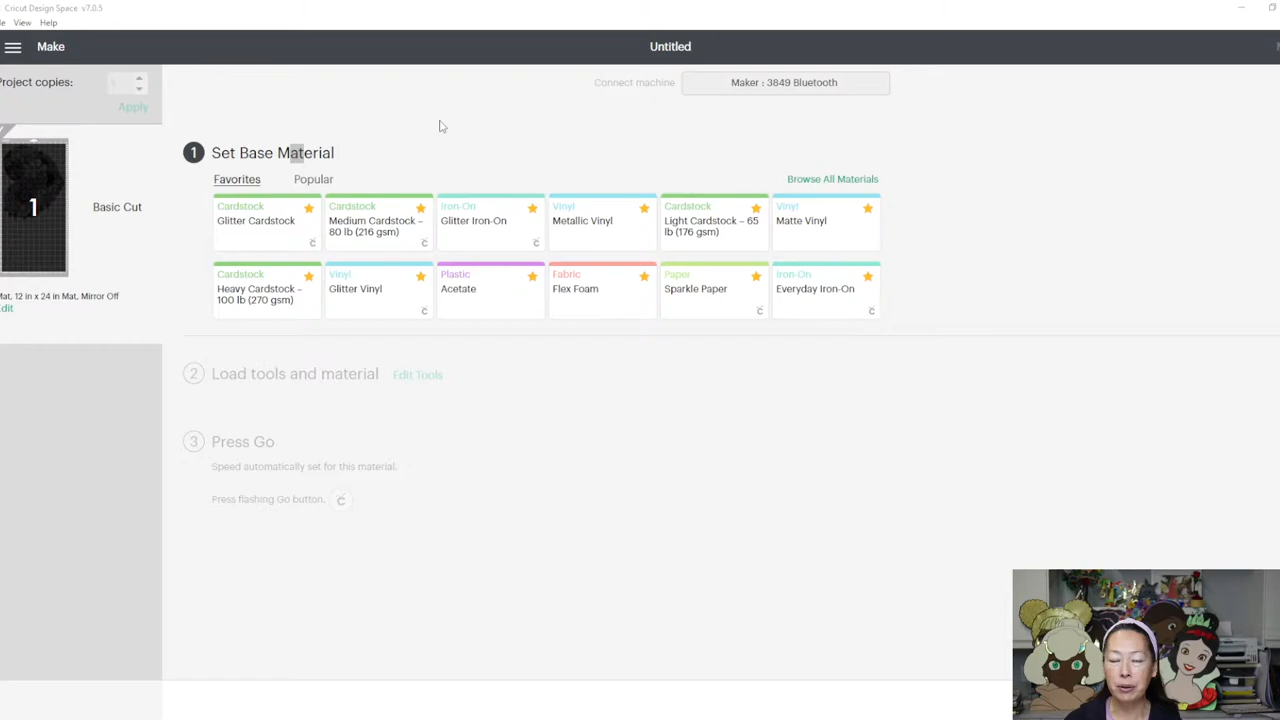 Cricut Design Space v7.0.5
View Help
Make
Untitled
Project copies:
Apply
Connect machine
Maker : 3849 Bluetooth
1 Set Base Material
Favorites Popular
Browse All Materials
Cardstock
Glitter Cardstock
Cardstock
Medium Cardstock –
80 lb (216 gsm)
Iron-On
Glitter Iron-On
Vinyl
Metallic Vinyl
Cardstock
Light Cardstock – 65
lb (176 gsm)
Vinyl
Matte Vinyl
Cardstock
Heavy Cardstock –
100 lb (270 gsm)
Vinyl
Glitter Vinyl
Plastic
Acetate
Fabric
Flex Foam
Paper
Sparkle Paper
Iron-On
Everyday Iron-On
1
Basic Cut
Mat, 12 in x 24 in Mat, Mirror Off
Edit
2 Load tools and material Edit Tools
3 Press Go
Speed automatically set for this material.
Press flashing Go button.